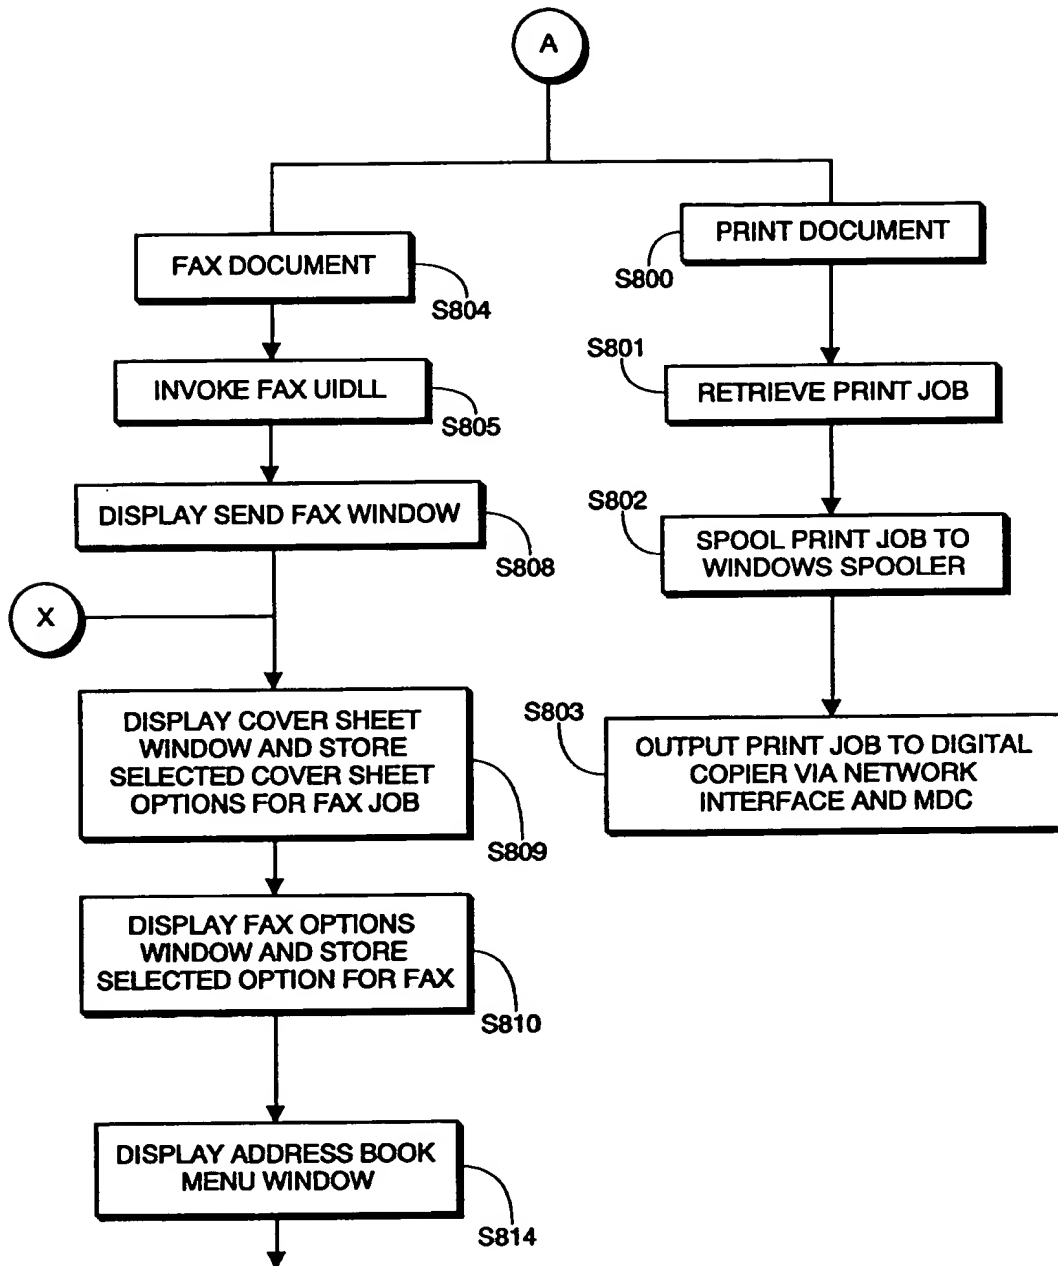 A
FAX DOCUMENT
S804
INVOKE FAX UIDLL
S805
DISPLAY SEND FAX WINDOW
S808
X
DISPLAY COVER SHEET
WINDOW AND STORE
SELECTED COVER SHEET
OPTIONS FOR FAX JOB
S809
DISPLAY FAX OPTIONS
WINDOW AND STORE
SELECTED OPTION FOR FAX
S810
DISPLAY ADDRESS BOOK
MENU WINDOW
S814
PRINT DOCUMENT
S800
S801
RETRIEVE PRINT JOB
S802
SPOOL PRINT JOB TO
WINDOWS SPOOLER
S803
OUTPUT PRINT JOB TO DIGITAL
COPIER VIA NETWORK
INTERFACE AND MDC